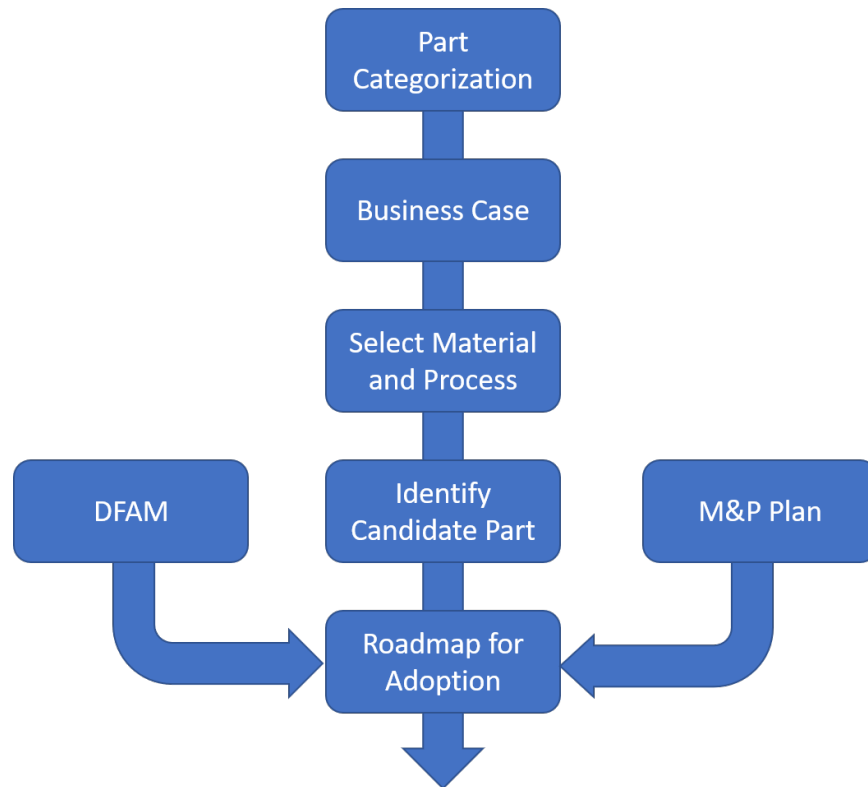 Part
Categorization
Business Case
Select Material
and Process
DFAM
Identify
Candidate Part
M&P Plan
Roadmap for
Adoption